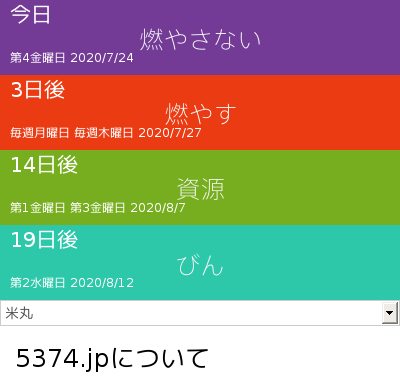 今日
燃やさない
第4金曜日 2020/7/24
3日後
燃やす
毎週月曜日 毎週木曜日 2020/7/27
14日後
資源
第1金曜日 第3金曜日 2020/8/7
19日後
びん
第2水曜日 2020/8/12
米丸
5374.jpについて